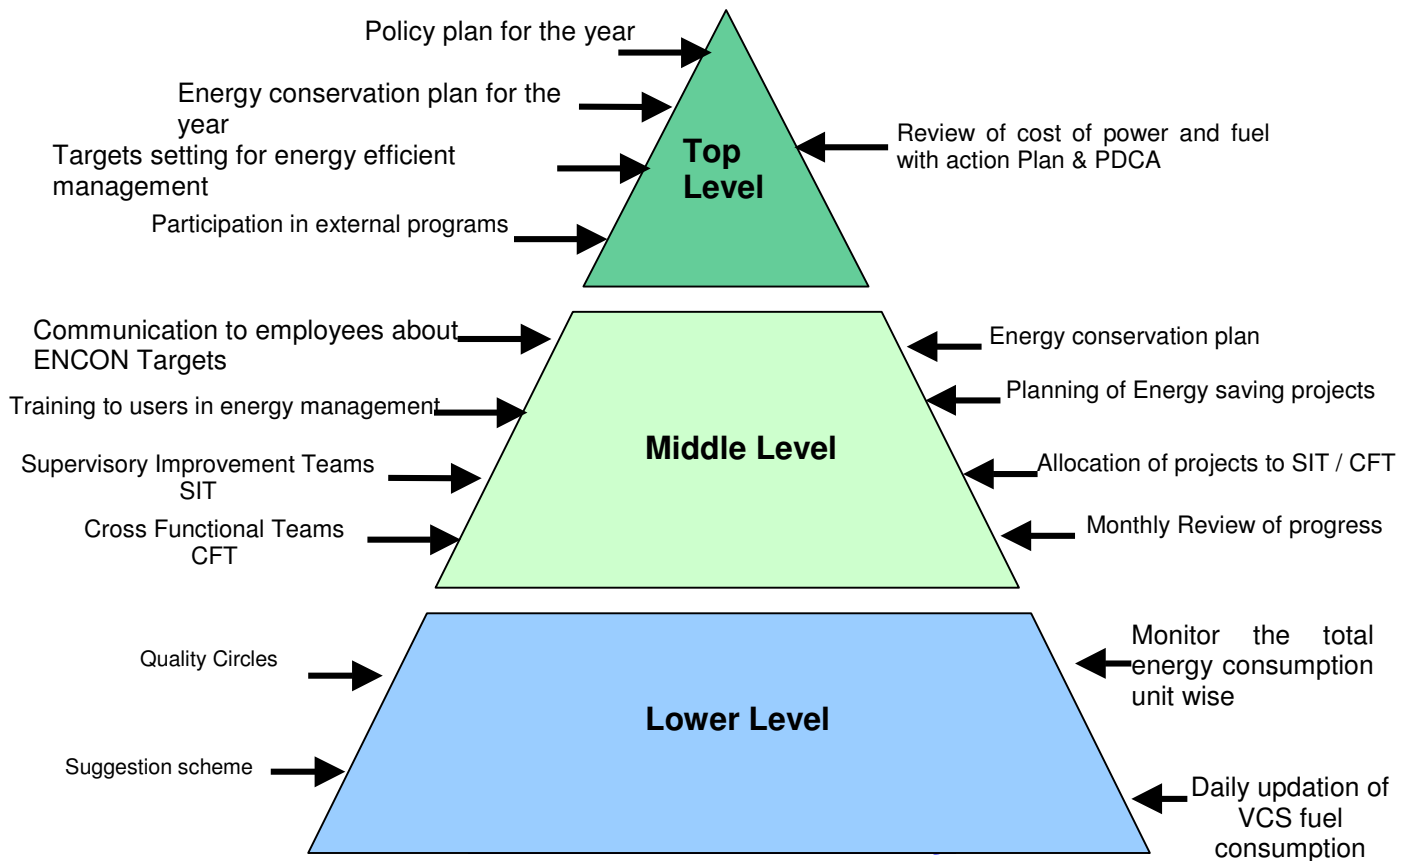 Policy plan for the year
Energy conservation plan for the
year
Targets setting for energy efficient
management
Participation in external programs
Top
Level
Review of cost of power and fuel
with action Plan & PDCA
Communication to employees about
ENCON Targets
Training to users in energy management
Supervisory Improvement Teams
SIT
Cross Functional Teams
CFT
Middle Level
Energy conservation plan
Planning of Energy saving projects
Allocation of projects to SIT / CFT
Monthly Review of progress
Quality Circles
Suggestion scheme
Lower Level
Monitor the total
energy consumption
unit wise
Daily updation of
VCS fuel
consumption